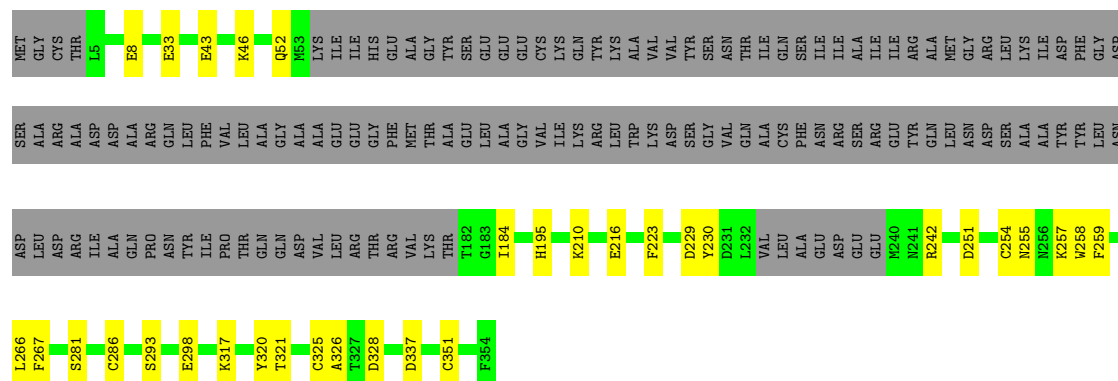 MET GLY CYS THR L5 E8 E33 E43 K46 Q52 M53 LYS ILE ILE HIS GLU ALA GLY TYR SER GLU GLU GLU CYS LYS GLN TYR LYS ALA VAL VAL TYR SER ASN THR ILE GLN SER ILE ILE ALA ILE ILE ARG ALA MET GLY ARG LEU LYS ILE ASP PHE GLY ASP
SER ALA ARG ALA ASP ASP ALA ARG GLN LEU PHE VAL LEU ALA GLY ALA ALA GLU GLU GLY PHE MET THR ALA GLU LEU ALA GLY VAL ILE LYS ARG LEU TRP LYS ASP SER GLY VAL GLN ALA CYS PHE ASN ARG SER ARG GLU TYR GLN LEU ASN ASP SER ALA ALA TYR TYR LEU ASN
ASP LEU ASP ARG ILE ALA GLN PRO ASN TYR ILE PRO THR GLN GLN ASP VAL LEU ARG THR ARG VAL LYS THR T182 G183 I184 H195 K210 E216 F223 D229 Y230 D231 L232 VAL LEU ALA GLU ASP GLU GLU M240 N241 R242 D251 C254 N255 N256 K257 W258 F259
L266 F267 S281 C286 S293 E298 K317 Y320 T321 C325 A326 T327 D328 D337 C351 F354